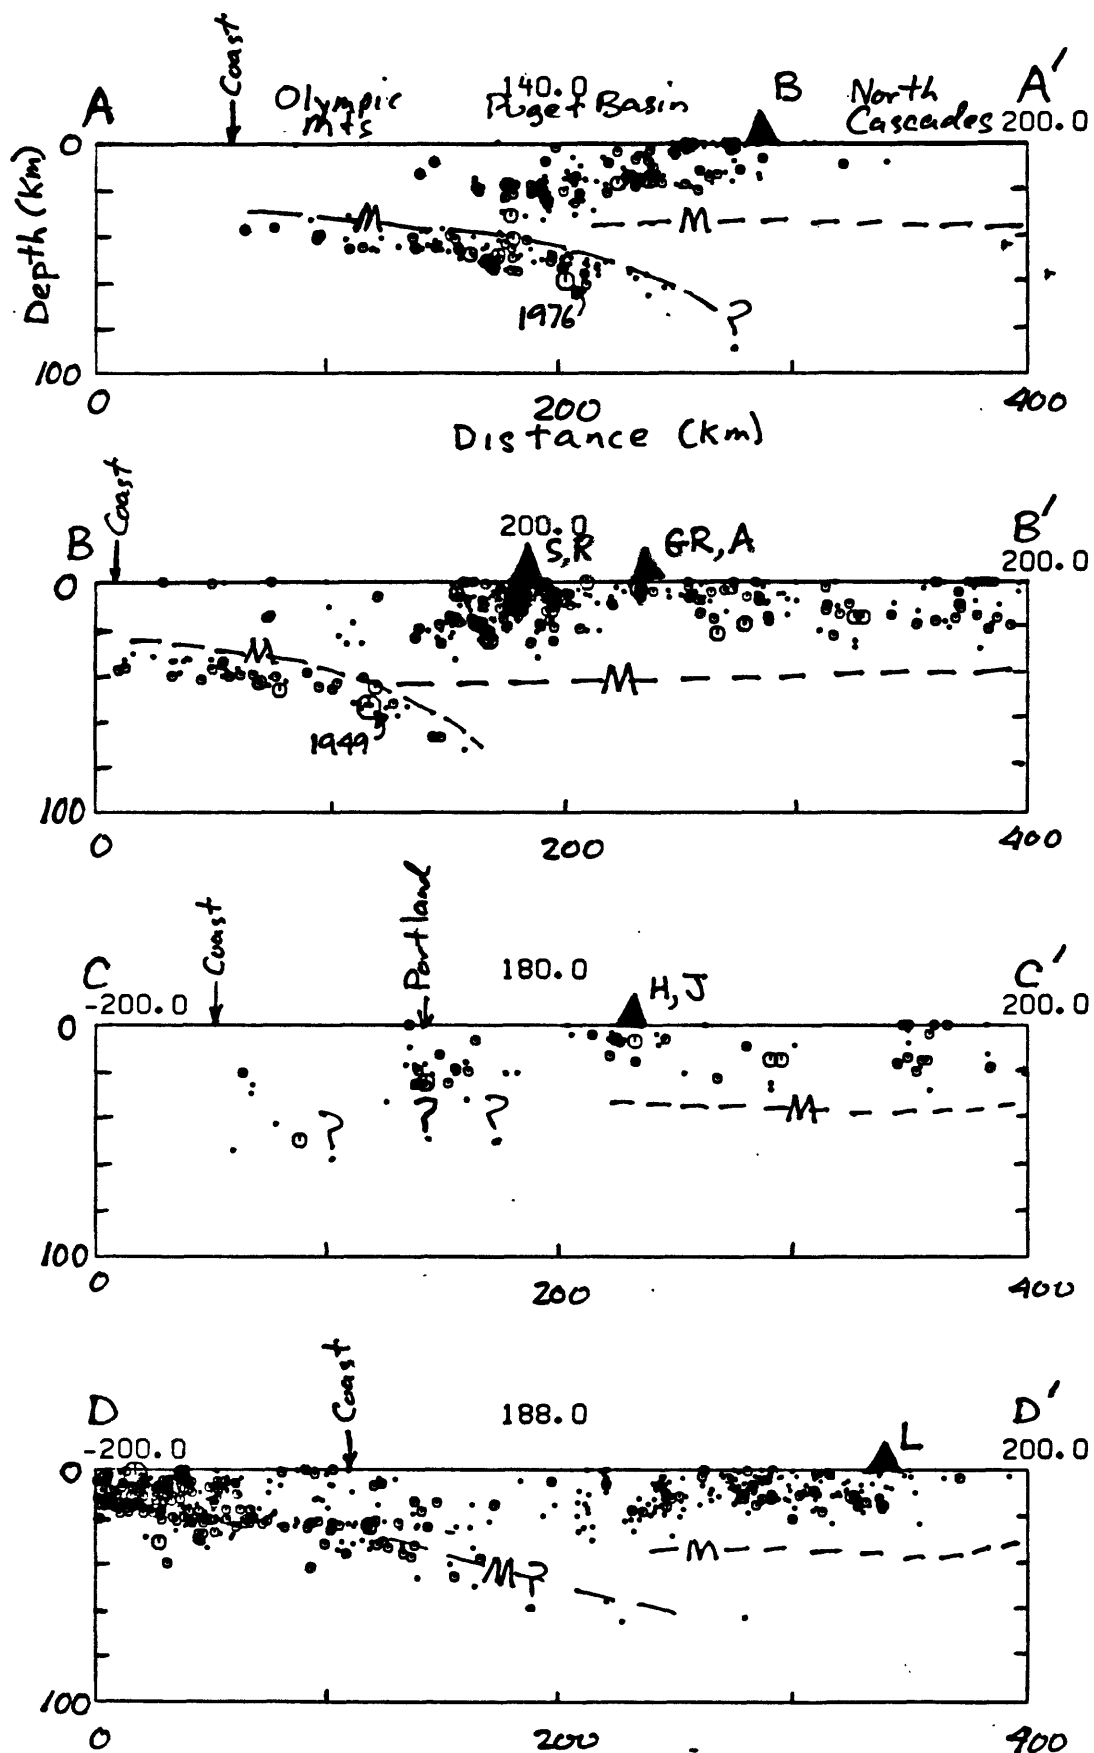 Coast
A
Olympic Mts
140.0
Puget Basin
B
North Cascades
A'
200.0
Depth (Km)
0
M
M
1976
?
100
0
200
400
Distance (Km)
Coast
B
200.0
S,R
GR, A
B'
200.0
0
M
M
1949
100
0
200
400
Coast
Portland
C
-200.0
180.0
H, J
C'
200.0
0
?
?
?
M
100
0
200
400
Coast
D
-200.0
188.0
L
D'
200.0
0
M?
M
100
0
200
400